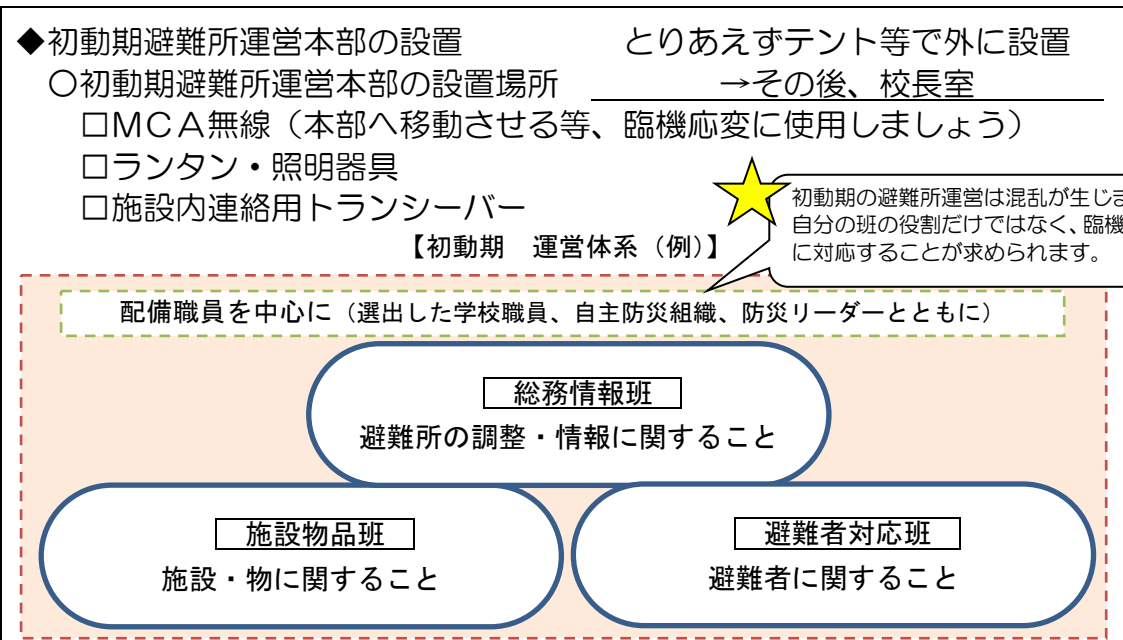 ◆初動期避難所運営本部の設置 とりあえずテント等で外に設置
〇初動期避難所運営本部の設置場所 →その後、校長室
□MCA無線（本部へ移動させる等、臨機応変に使用しましょう）
□ランタン・照明器具
□施設内連絡用トランシーバー
初動期の避難所運営は混乱が生じま
自分の班の役割だけではなく、臨機
に対応することが求められます。
【初動期 運営体系（例）】
配備職員を中心に（選出した学校職員、自主防災組織、防災リーダーとともに）
総務情報班
避難所の調整・情報に関すること
施設物品班
施設・物に関すること
避難者対応班
避難者に関すること